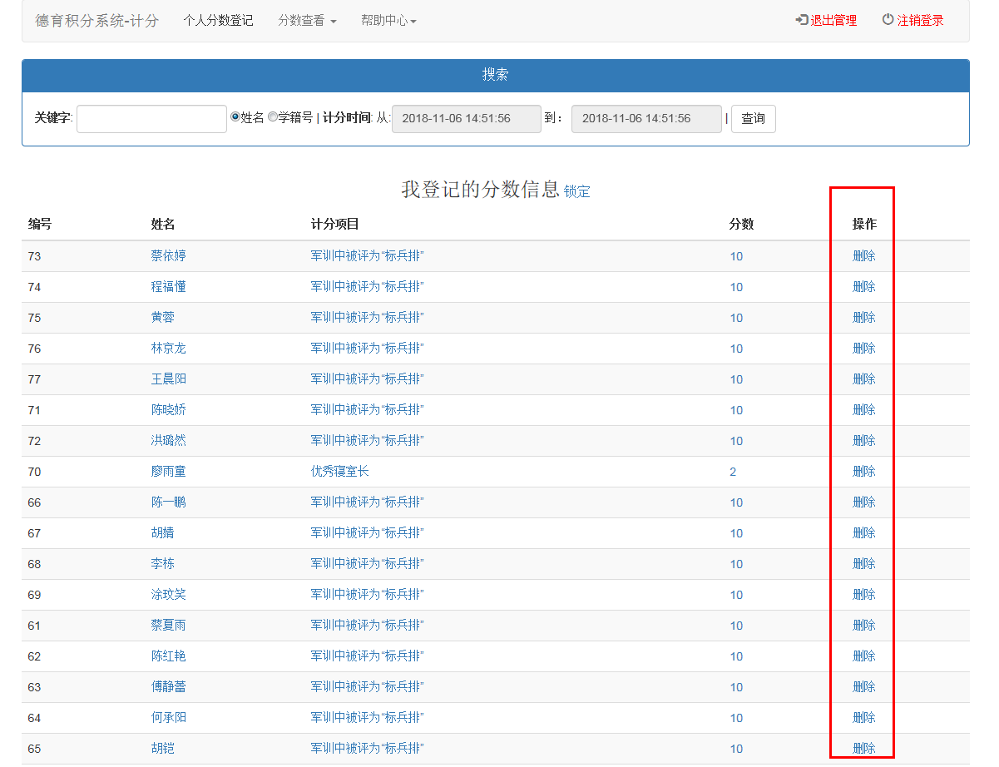 德育积分系统-计分 个人分数登记 分数查看 帮助中心 退出管理 注销登录
搜索
关键字: 姓名 学籍号 | 计分时间: 从: 2018-11-06 14:51:56 到： 2018-11-06 14:51:56 | 查询
我登记的分数信息 锁定
编号 姓名 计分项目 分数 操作
73 蔡依婷 军训中被评为“标兵排” 10 删除
74 程福懂 军训中被评为“标兵排” 10 删除
75 黄蓉 军训中被评为“标兵排” 10 删除
76 林京龙 军训中被评为“标兵排” 10 删除
77 王晨阳 军训中被评为“标兵排” 10 删除
71 陈晓娇 军训中被评为“标兵排” 10 删除
72 洪璐然 军训中被评为“标兵排” 10 删除
70 廖雨童 优秀寝室长 2 删除
66 陈一鹏 军训中被评为“标兵排” 10 删除
67 胡婧 军训中被评为“标兵排” 10 删除
68 李栋 军训中被评为“标兵排” 10 删除
69 涂玟笑 军训中被评为“标兵排” 10 删除
61 蔡夏雨 军训中被评为“标兵排” 10 删除
62 陈红艳 军训中被评为“标兵排” 10 删除
63 傅静蕾 军训中被评为“标兵排” 10 删除
64 何承阳 军训中被评为“标兵排” 10 删除
65 胡铠 军训中被评为“标兵排” 10 删除